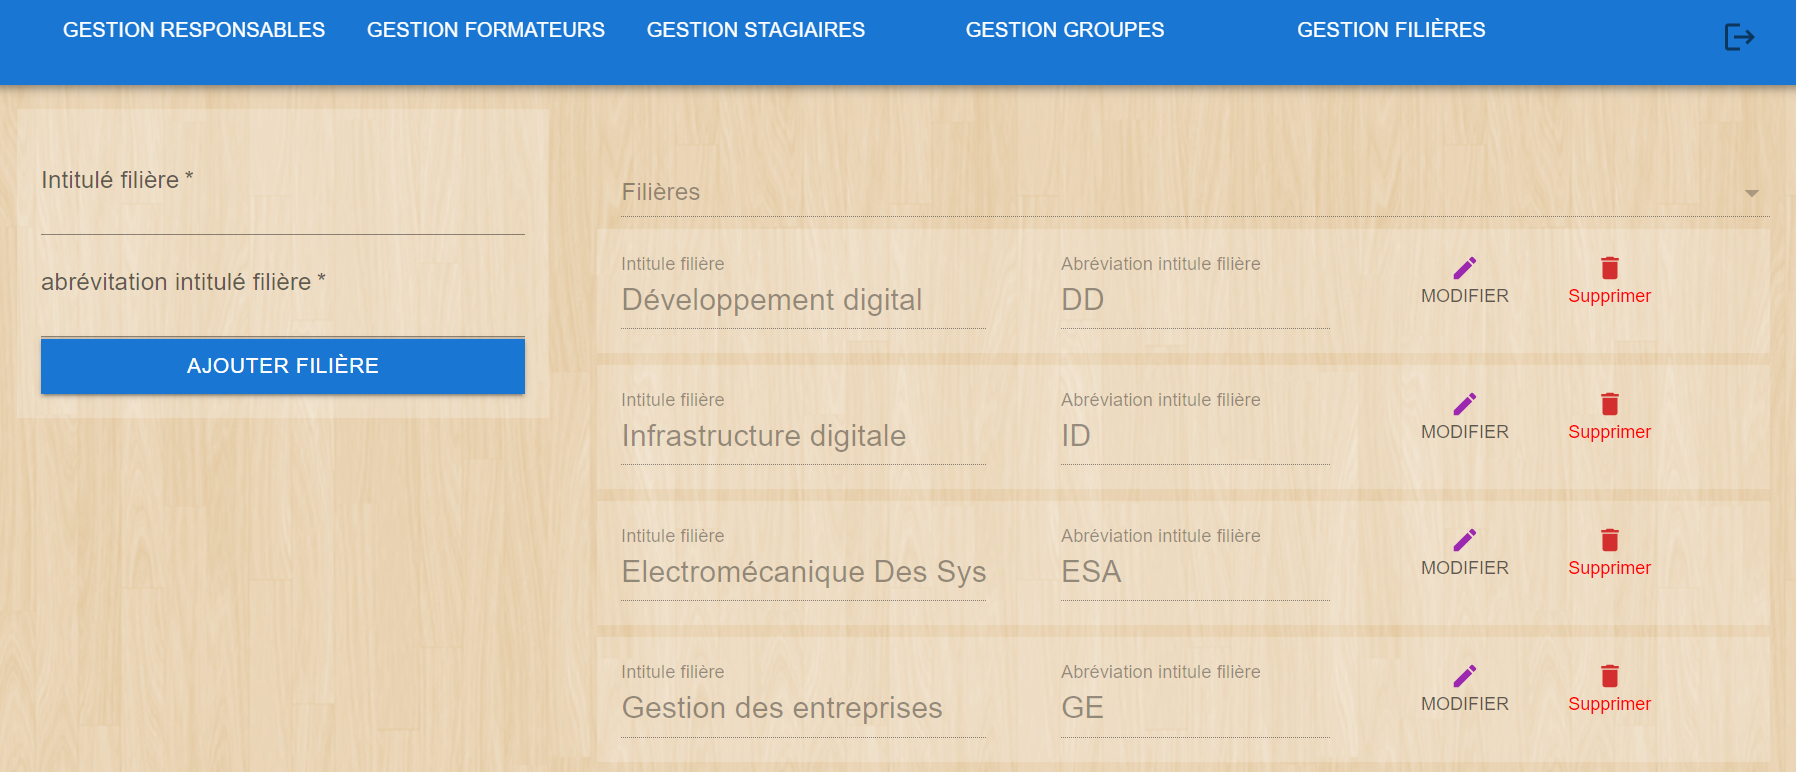 GESTION RESPONSABLES GESTION FORMATEURS GESTION STAGIAIRES GESTION GROUPES GESTION FILIÈRES
Intitulé filière *
abrévitation intitulé filière *
AJOUTER FILIÈRE
Filières
Intitule filière Abréviation intitule filière
Développement digital DD MODIFIER Supprimer
Intitule filière Abréviation intitule filière
Infrastructure digitale ID MODIFIER Supprimer
Intitule filière Abréviation intitule filière
Electromécanique Des Sys ESA MODIFIER Supprimer
Intitule filière Abréviation intitule filière
Gestion des entreprises GE MODIFIER Supprimer